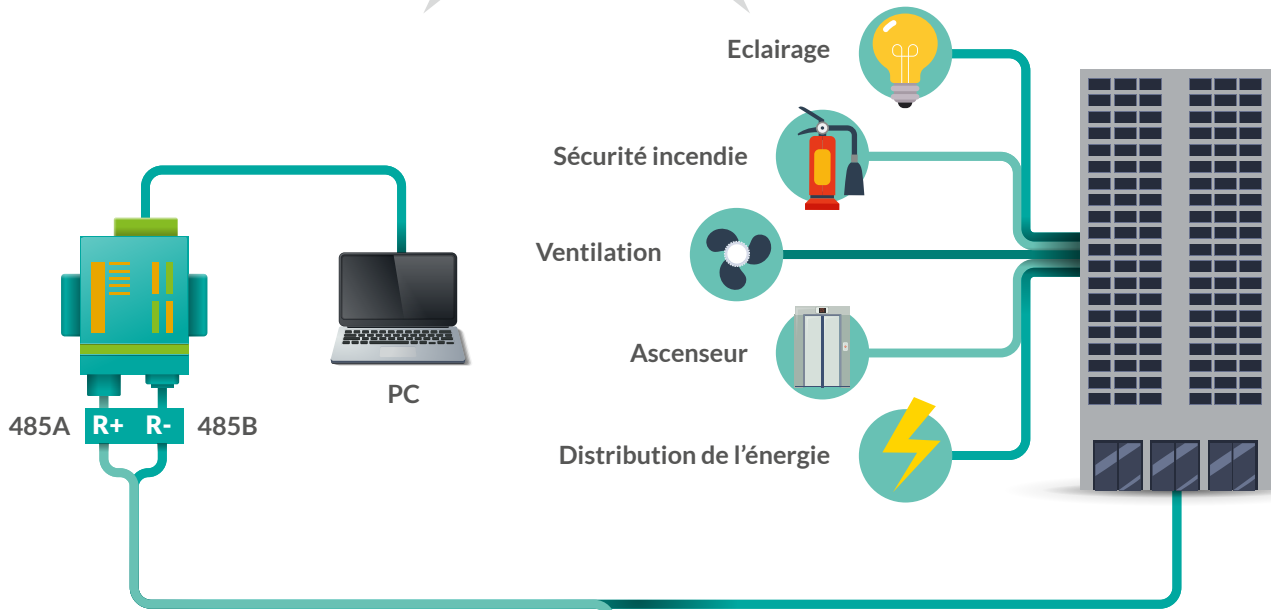 Eclairage
Sécurité incendie
Ventilation
Ascenseur
PC
485A R+ R- 485B
Distribution de l’énergie